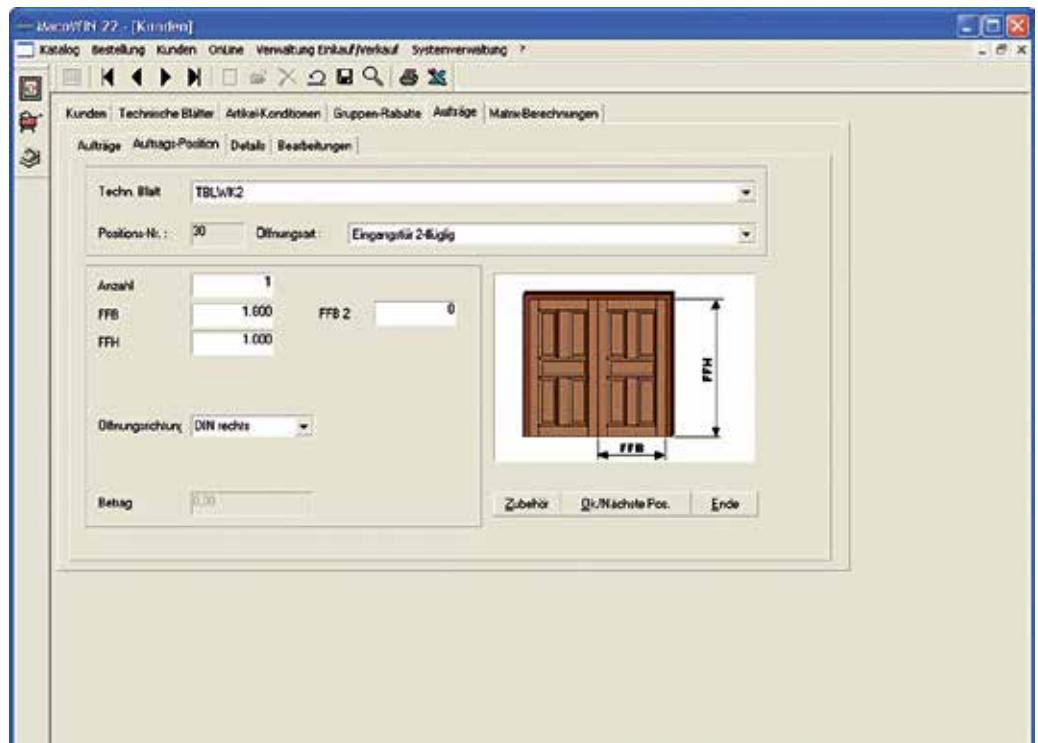 MacoWIN 22 - [Kunden]
Katalog Bestellung Kunden OnLine Verwaltung Einkauf/Verkauf Systemverwaltung ?
Kunden Technische Blätter Artikel-Konditionen Gruppen-Rabatte Aufträge Matrix-Berechnungen
Aufträge Auftrags-Position Details Bearbeitungen
Techn. Blatt TBLWK2
Positions-Nr. : 30 Öffnungsart : Eingangstür 2-flüglig
Anzahl 1
FFB 1.600 FFB 2 0
FFH 1.000
FFH
Öffnungsrichtung DIN rechts
FFB
Betrag 0,00
Zubehör Ok/Nächste Pos. Ende